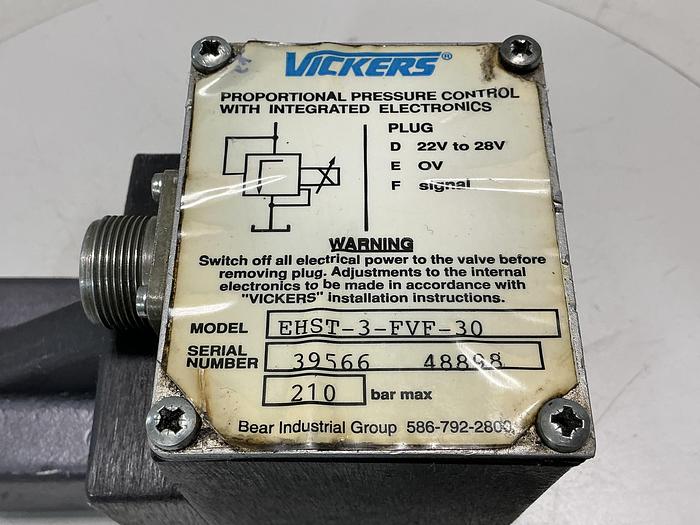 VICKERS®
PROPORTIONAL PRESSURE CONTROL
WITH INTEGRATED ELECTRONICS
PLUG
D 22V to 28V
E OV
F signal
WARNING
Switch off all electrical power to the valve before
removing plug. Adjustments to the internal
electronics to be made in accordance with
"VICKERS" installation instructions.
MODEL EHST-3-FVF-30
SERIAL
NUMBER 39566 48898
210 bar max
Bear Industrial Group 586-792-2800